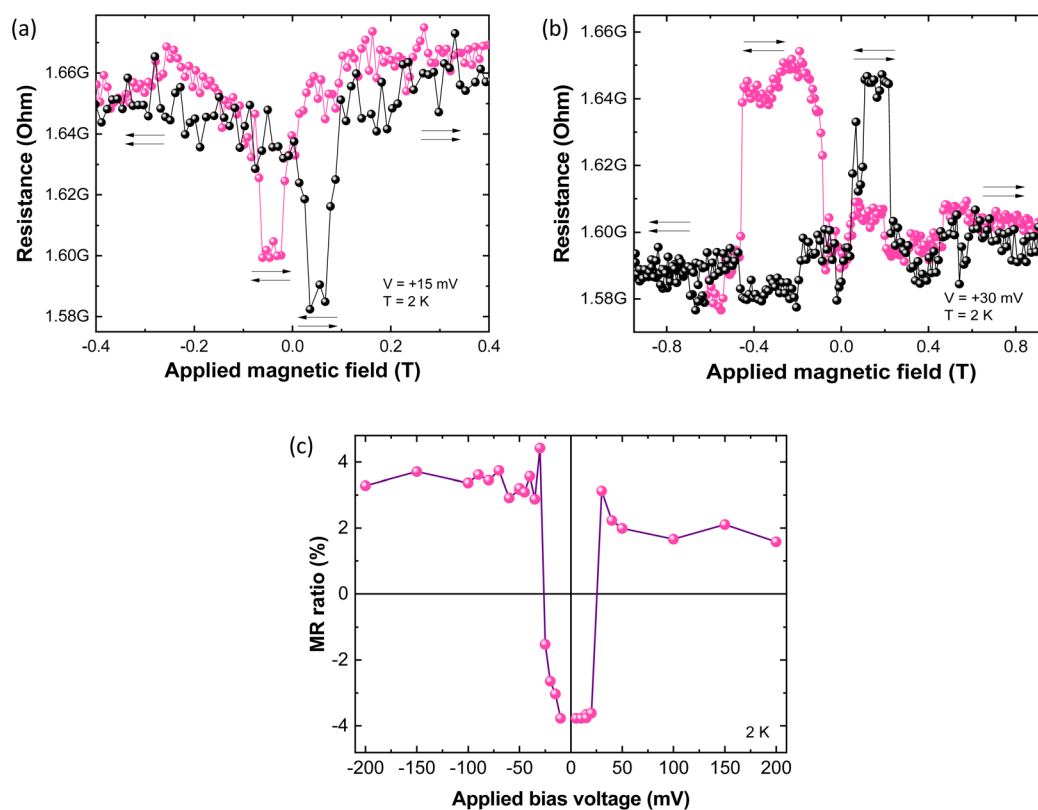 (a)
1.66G
1.64G
1.62G
1.60G
1.58G
Resistance (Ohm)
V = +15 mV
T = 2 K
-0.4 -0.2 0.0 0.2 0.4
Applied magnetic field (T)
(b)
1.66G
1.64G
1.62G
1.60G
1.58G
Resistance (Ohm)
V = +30 mV
T = 2 K
-0.8 -0.4 0.0 0.4 0.8
Applied magnetic field (T)
(c)
4
2
0
-2
-4
MR ratio (%)
2 K
-200 -150 -100 -50 0 50 100 150 200
Applied bias voltage (mV)